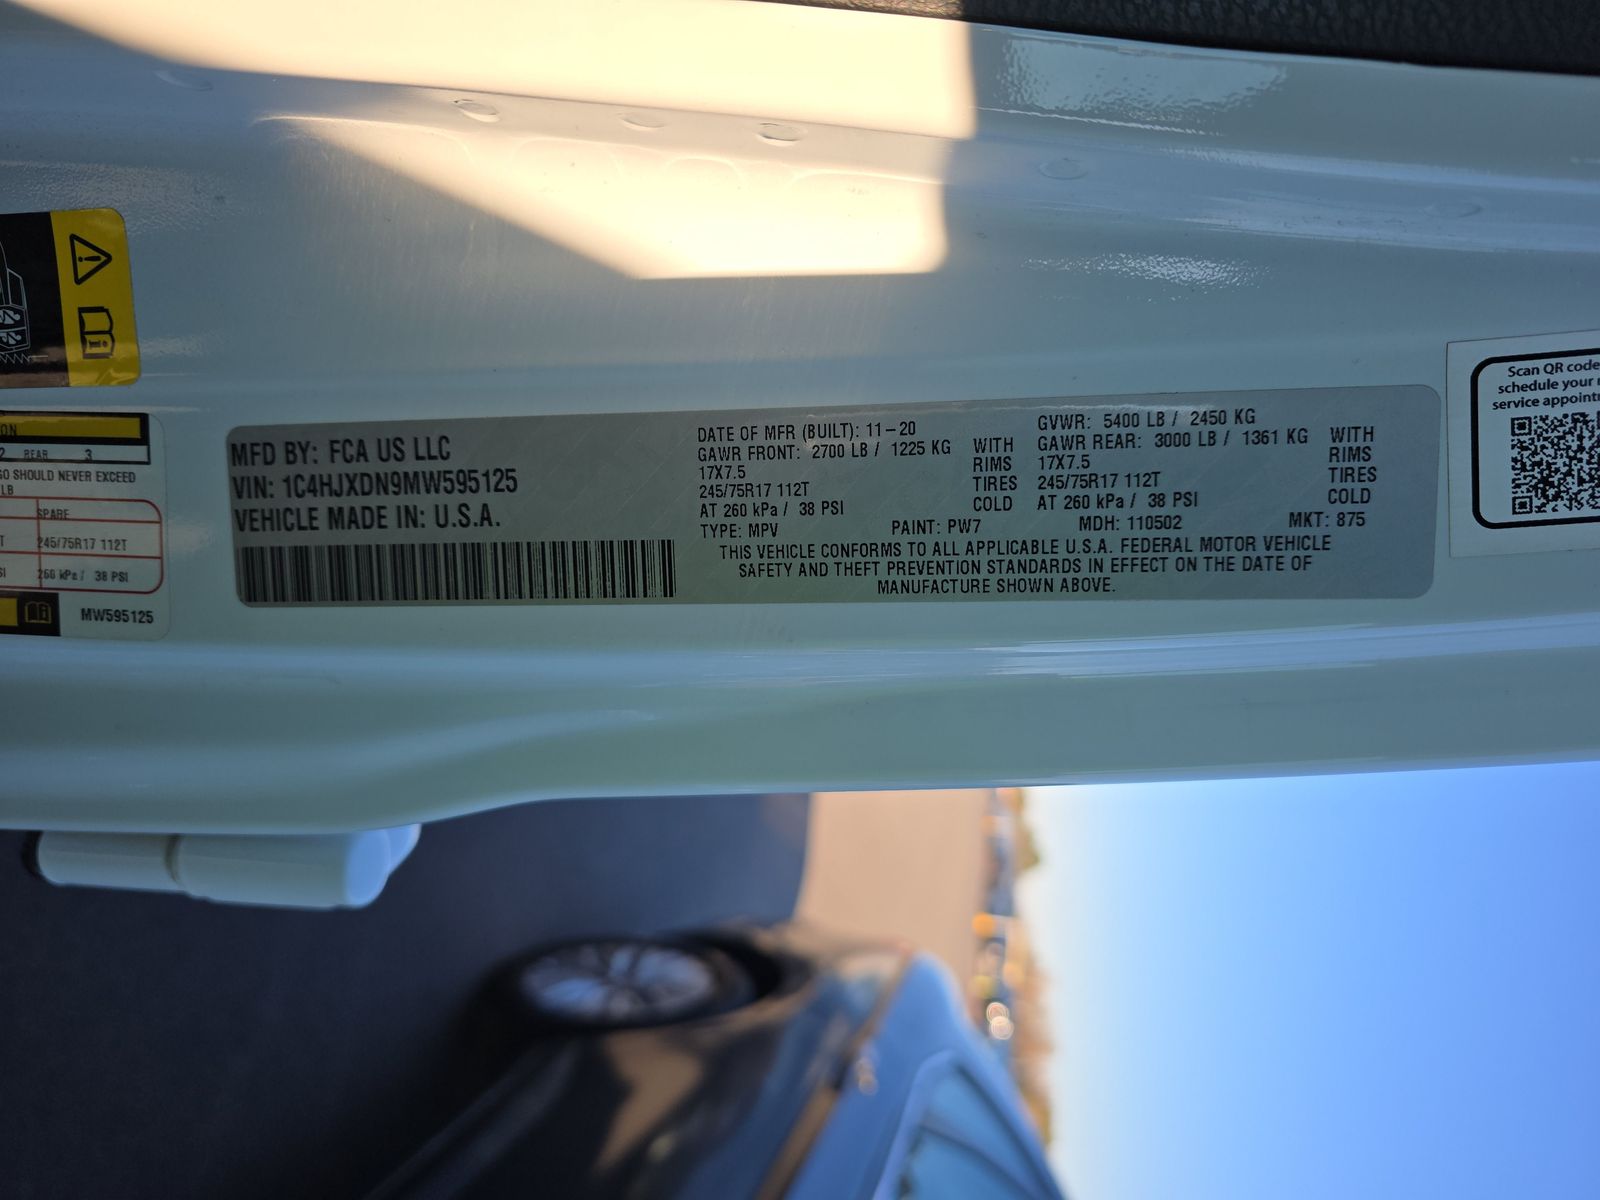 ON
2 REAR 3
GO SHOULD NEVER EXCEED
LB
SPARE
T 245/75R17 112T
SI 260 kPa / 38 PSI
MW595125
MFD BY: FCA US LLC
VIN: 1C4HJXDN9MW595125
VEHICLE MADE IN: U.S.A.
DATE OF MFR (BUILT): 11-20
GAWR FRONT: 2700 LB / 1225 KG WITH
17X7.5 RIMS
245/75R17 112T TIRES
AT 260 kPa / 38 PSI COLD
GVWR: 5400 LB / 2450 KG
GAWR REAR: 3000 LB / 1361 KG WITH
17X7.5 RIMS
245/75R17 112T TIRES
AT 260 kPa / 38 PSI COLD
TYPE: MPV PAINT: PW7 MDH: 110502 MKT: 875
THIS VEHICLE CONFORMS TO ALL APPLICABLE U.S.A. FEDERAL MOTOR VEHICLE
SAFETY AND THEFT PREVENTION STANDARDS IN EFFECT ON THE DATE OF
MANUFACTURE SHOWN ABOVE.
Scan QR code
schedule your
service